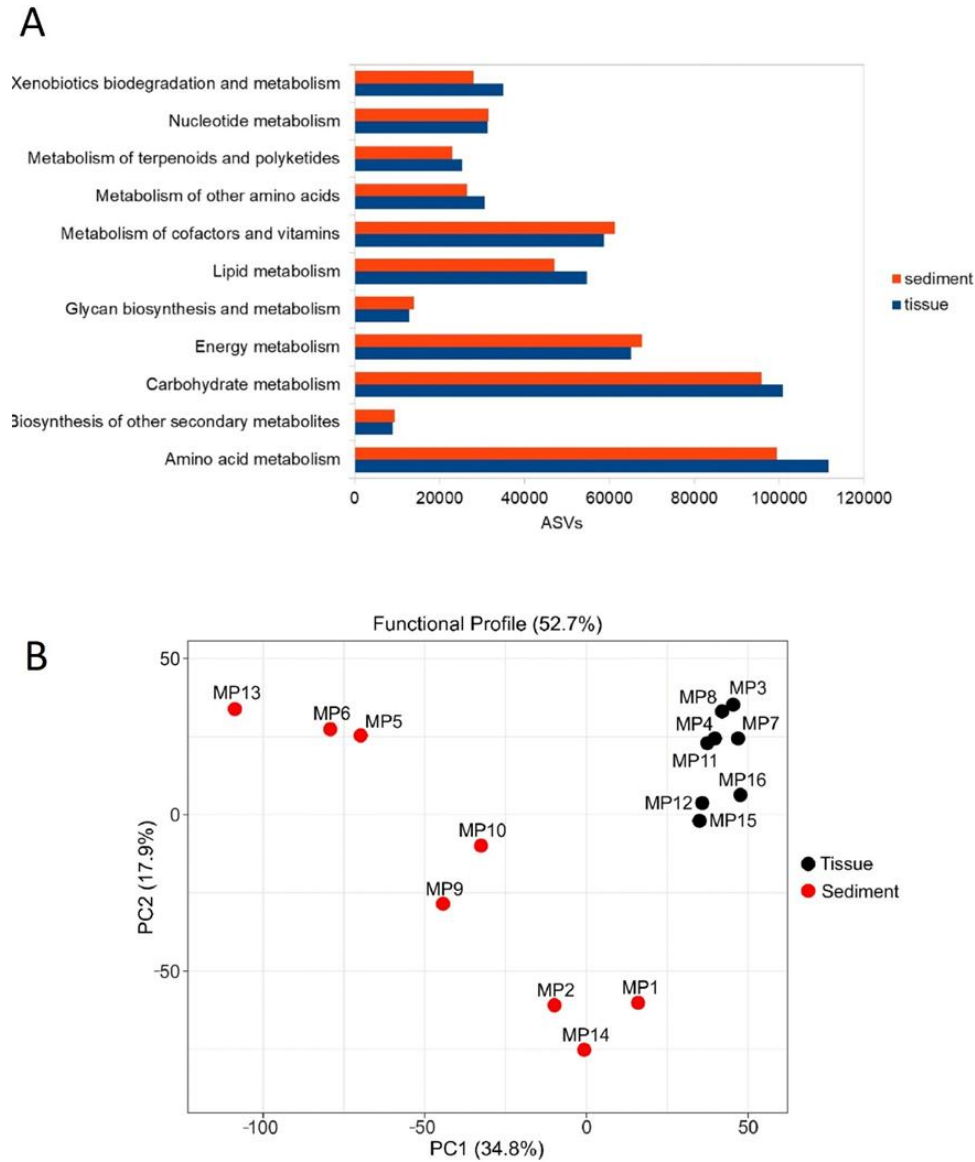 A
Xenobiotics biodegradation and metabolism
Nucleotide metabolism
Metabolism of terpenoids and polyketides
Metabolism of other amino acids
Metabolism of cofactors and vitamins
Lipid metabolism
Glycan biosynthesis and metabolism
Energy metabolism
Carbohydrate metabolism
Biosynthesis of other secondary metabolites
Amino acid metabolism
sediment
tissue
0 20000 40000 60000 80000 100000 120000
ASVs
B
Functional Profile (52.7%)
50
0
-50
PC2 (17.9%)
MP13
MP6
MP5
MP8
MP3
MP4
MP7
MP11
MP16
MP12
MP15
MP10
MP9
MP2
MP1
MP14
Tissue
Sediment
-100 -50 0 50
PC1 (34.8%)